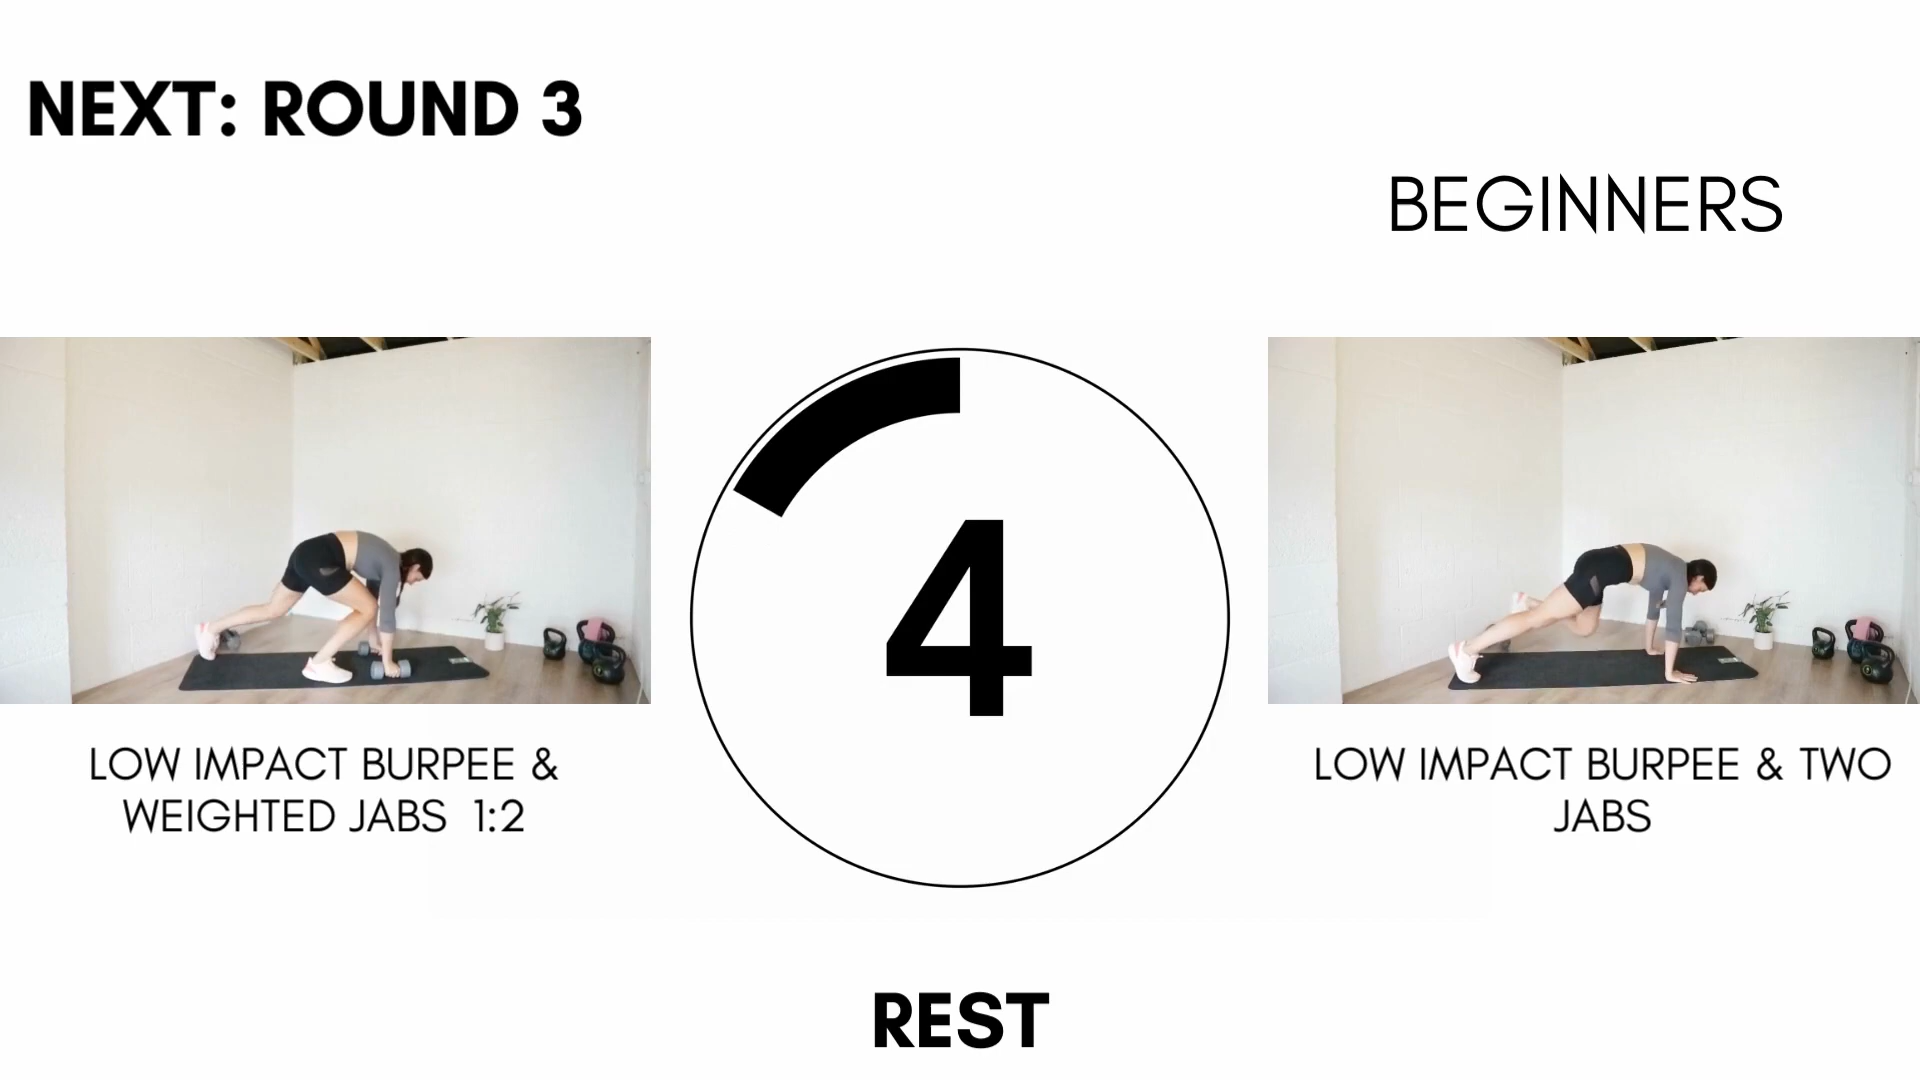 NEXT: ROUND 3
BEGINNERS
4
LOW IMPACT BURPEE &
WEIGHTED JABS 1:2
LOW IMPACT BURPEE & TWO
JABS
REST